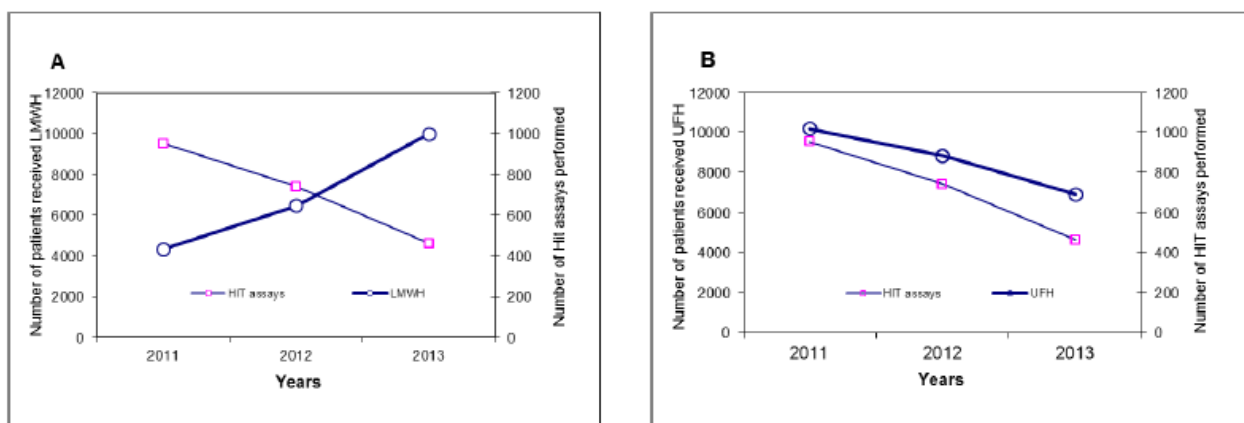 A
Number of patients received LMWH
12000
10000
8000
6000
4000
2000
0
1200
1000
800
600
400
200
0
Number of Hit assays performed
HIT assays
LMWH
2011
2012
2013
Years
B
Number of patients received UFH
12000
10000
8000
6000
4000
2000
0
1200
1000
800
600
400
200
0
Number of HIT assays performed
HIT assays
UFH
2011
2012
2013
Years